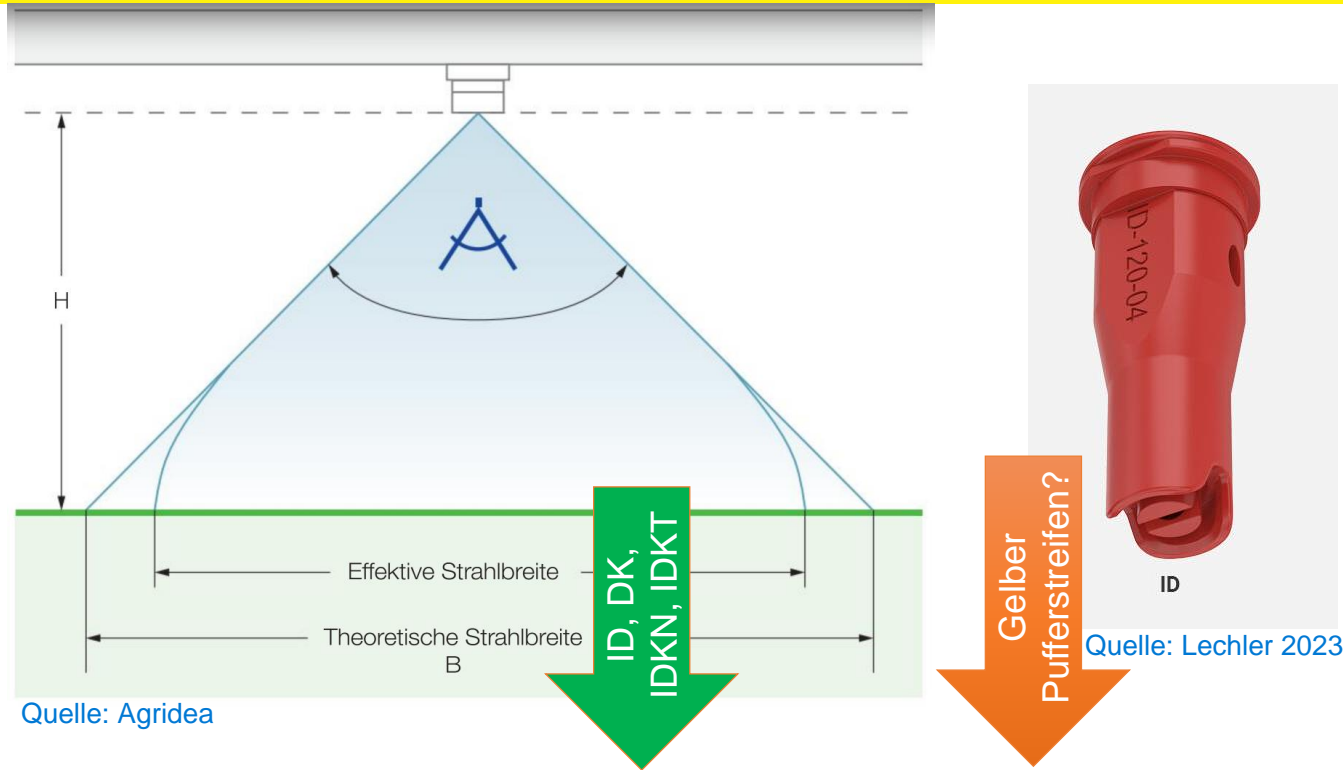 H
Effektive Strahlbreite
Theoretische Strahlbreite
B
ID, DK,
IDKN, IDKT
Quelle: Agridea
Gelber
Pufferstreifen?
ID-120-04
ID
Quelle: Lechler 2023